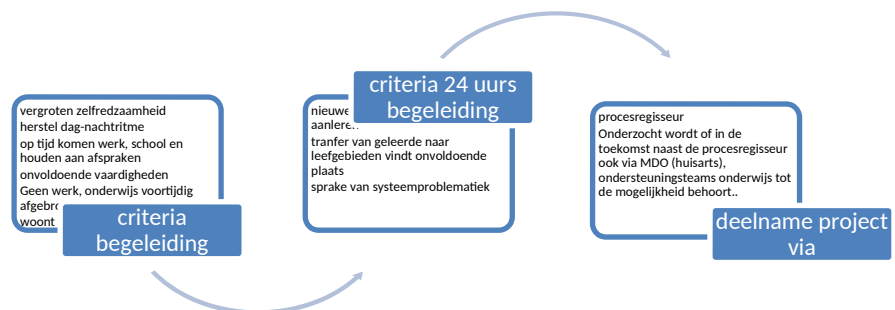 vergroten zelfredzaamheid
herstel dag-nachtritme
op tijd komen werk, school en
houden aan afspraken
onvoldoende vaardigheden
Geen werk, onderwijs voortijdig
woont
criteria
begeleiding
criteria 24 uurs
begeleiding
tranfer van geleerde naar
leefgebieden vindt onvoldoende
plaats
sprake van systeemproblematiek
procesregisseur
Onderzocht wordt of in de
toekomst naast de procesregisseur
ook via MDO (huisarts),
ondersteuningsteams onderwijs tot
de mogelijkheid behoort..
deelname project
via